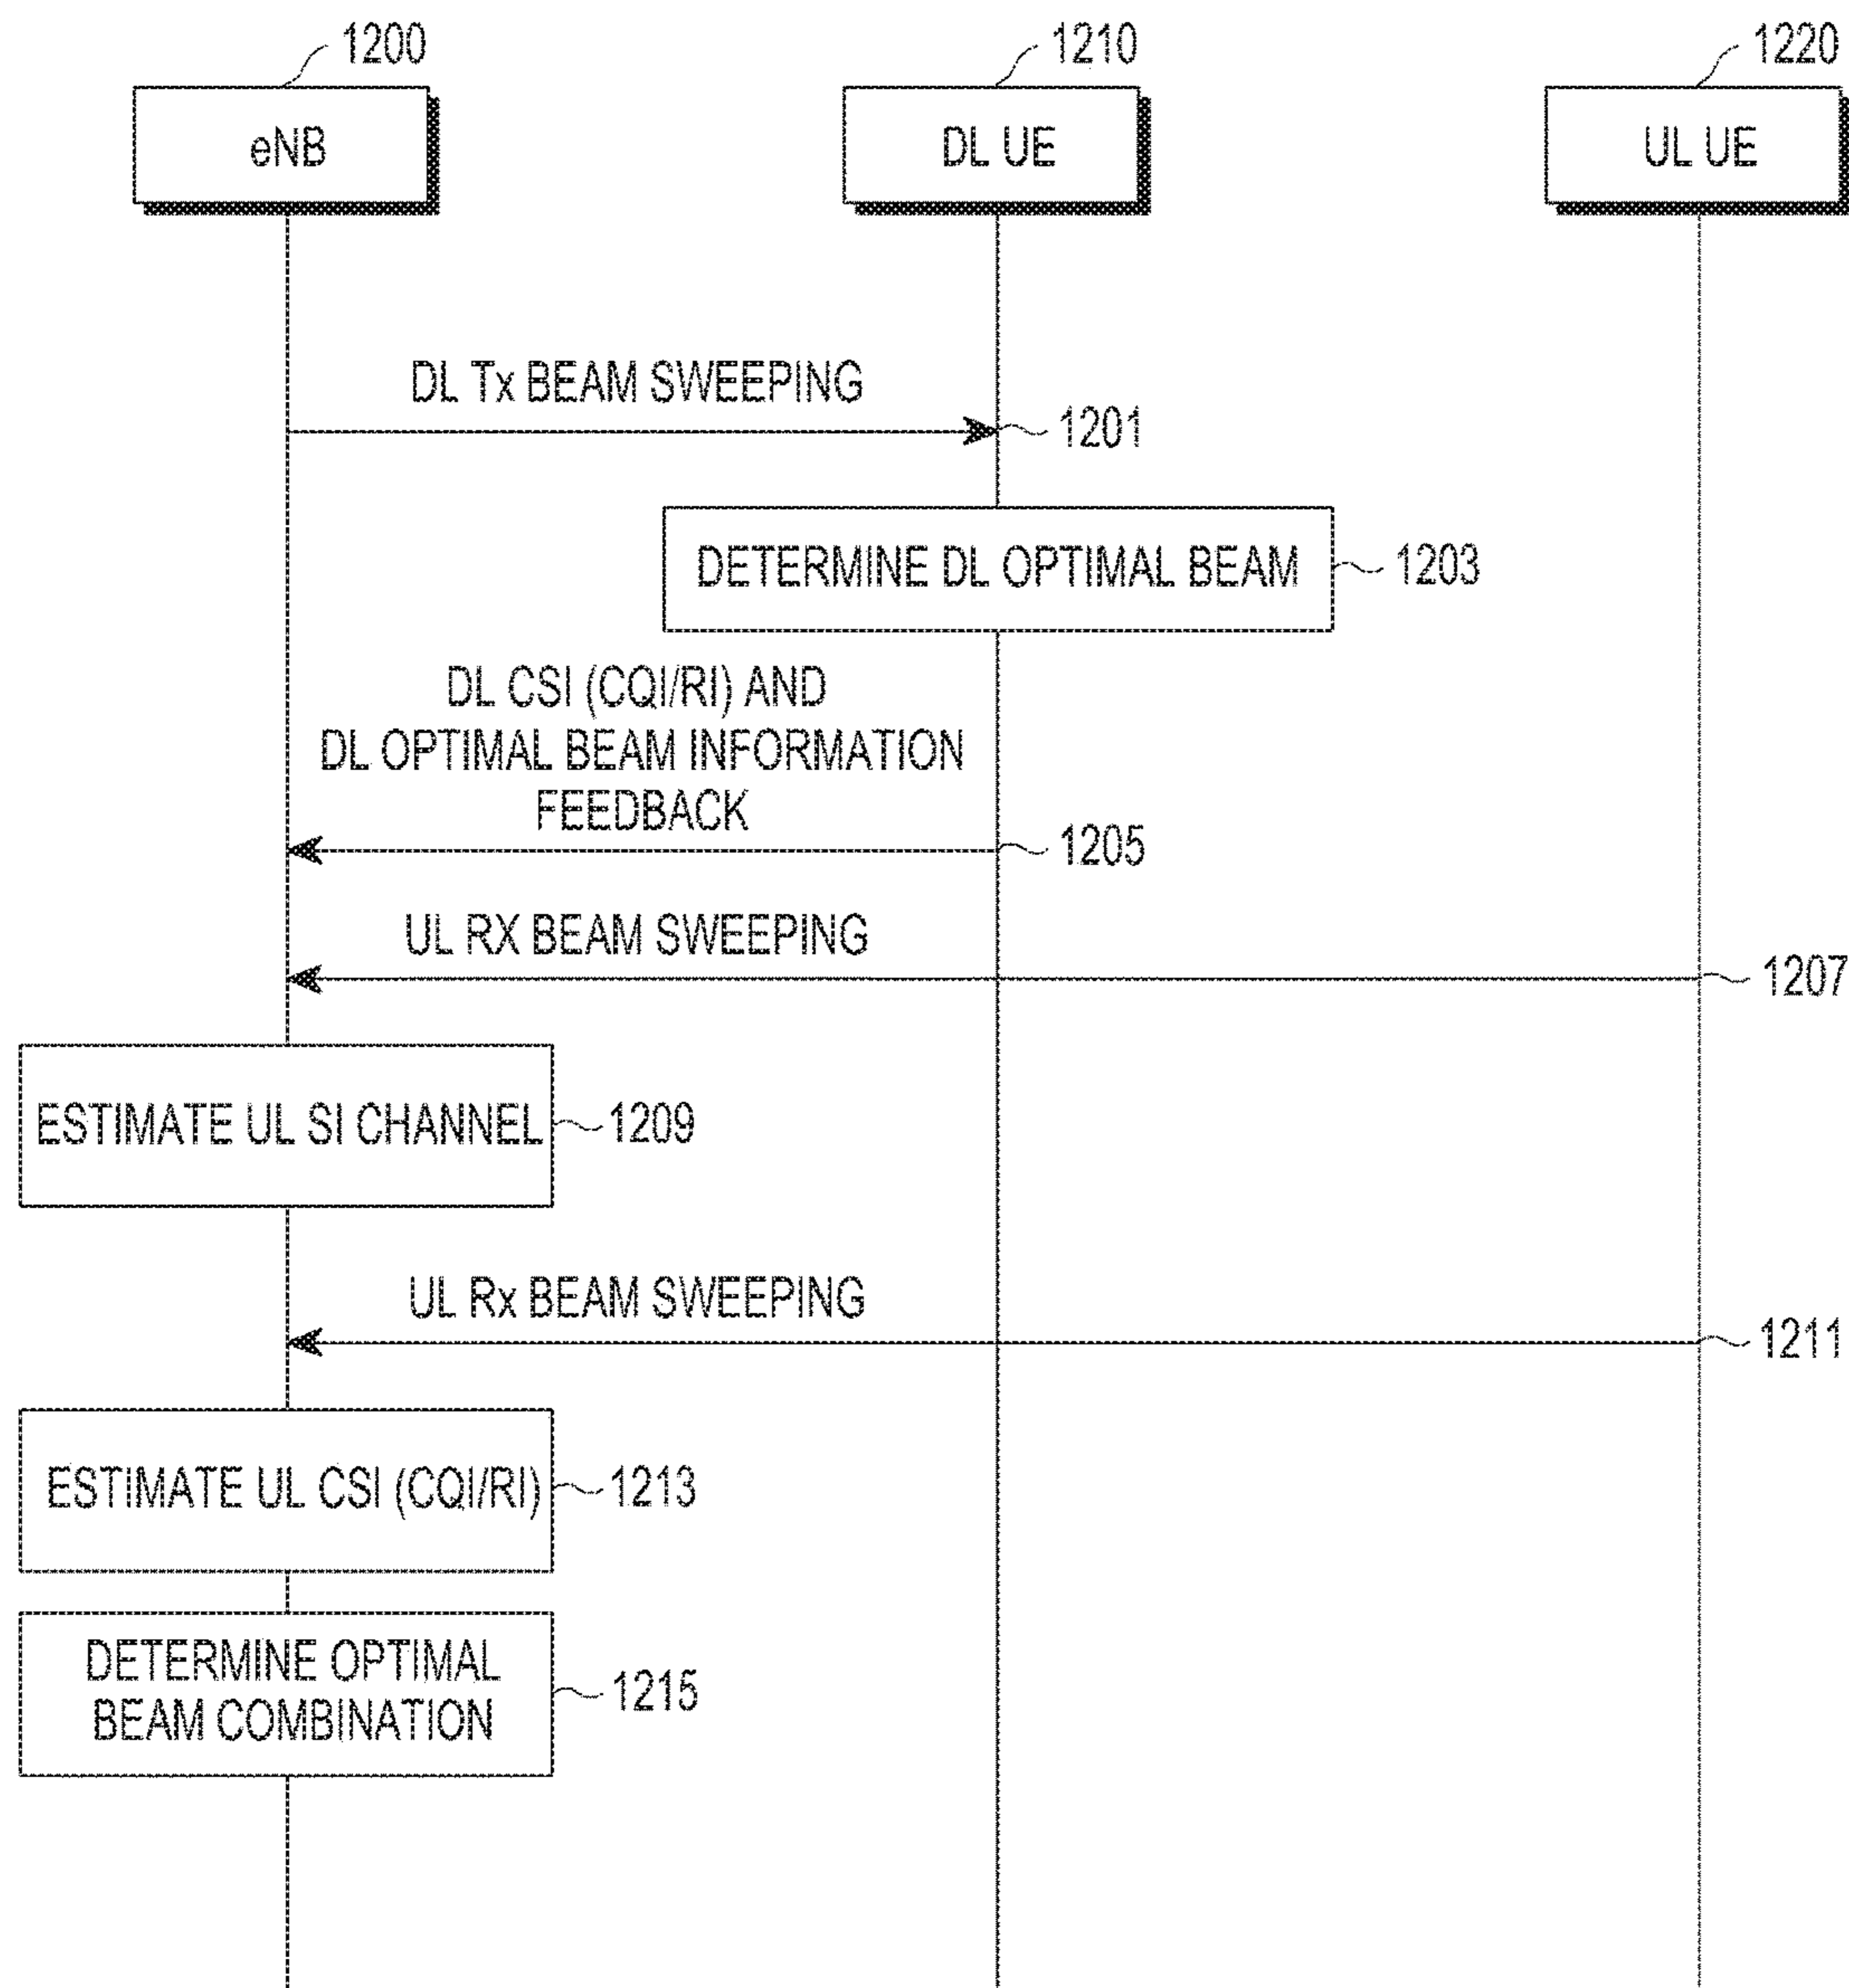 1200
1210
1220
eNB
DL UE
UL UE
DL Tx BEAM SWEEPING
1201
DETERMINE DL OPTIMAL BEAM
1203
DL CSI (CQI/RI) AND
DL OPTIMAL BEAM INFORMATION
FEEDBACK
1205
UL RX BEAM SWEEPING
1207
ESTIMATE UL SI CHANNEL
1209
UL Rx BEAM SWEEPING
1211
ESTIMATE UL CSI (CQI/RI)
1213
DETERMINE OPTIMAL
BEAM COMBINATION
1215